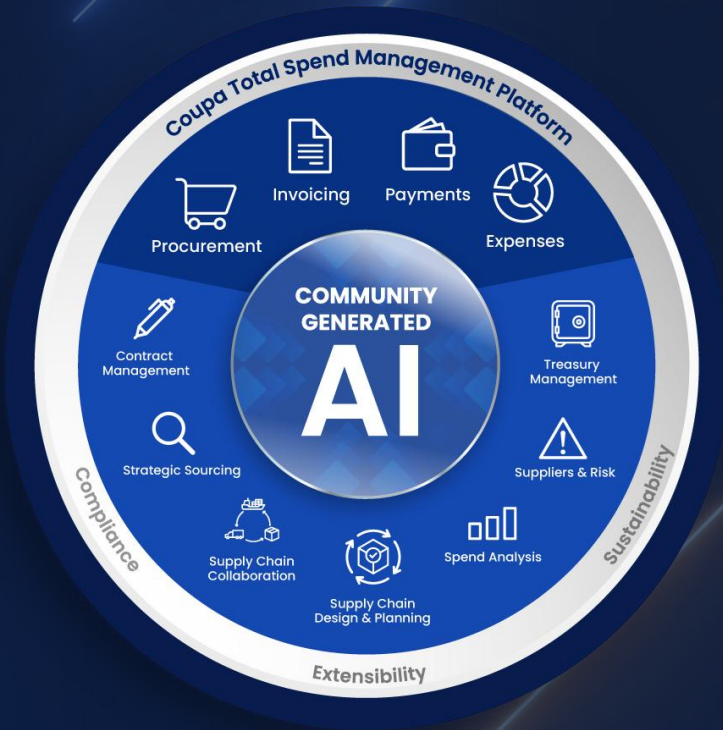 Coupa Total Spend Management Platform
Invoicing
Payments
Procurement
Expenses
COMMUNITY
GENERATED
AI
Contract
Management
Treasury
Management
Strategic Sourcing
Suppliers & Risk
Supply Chain
Collaboration
Spend Analysis
Supply Chain
Design & Planning
Compliance
Extensibility
Sustainability